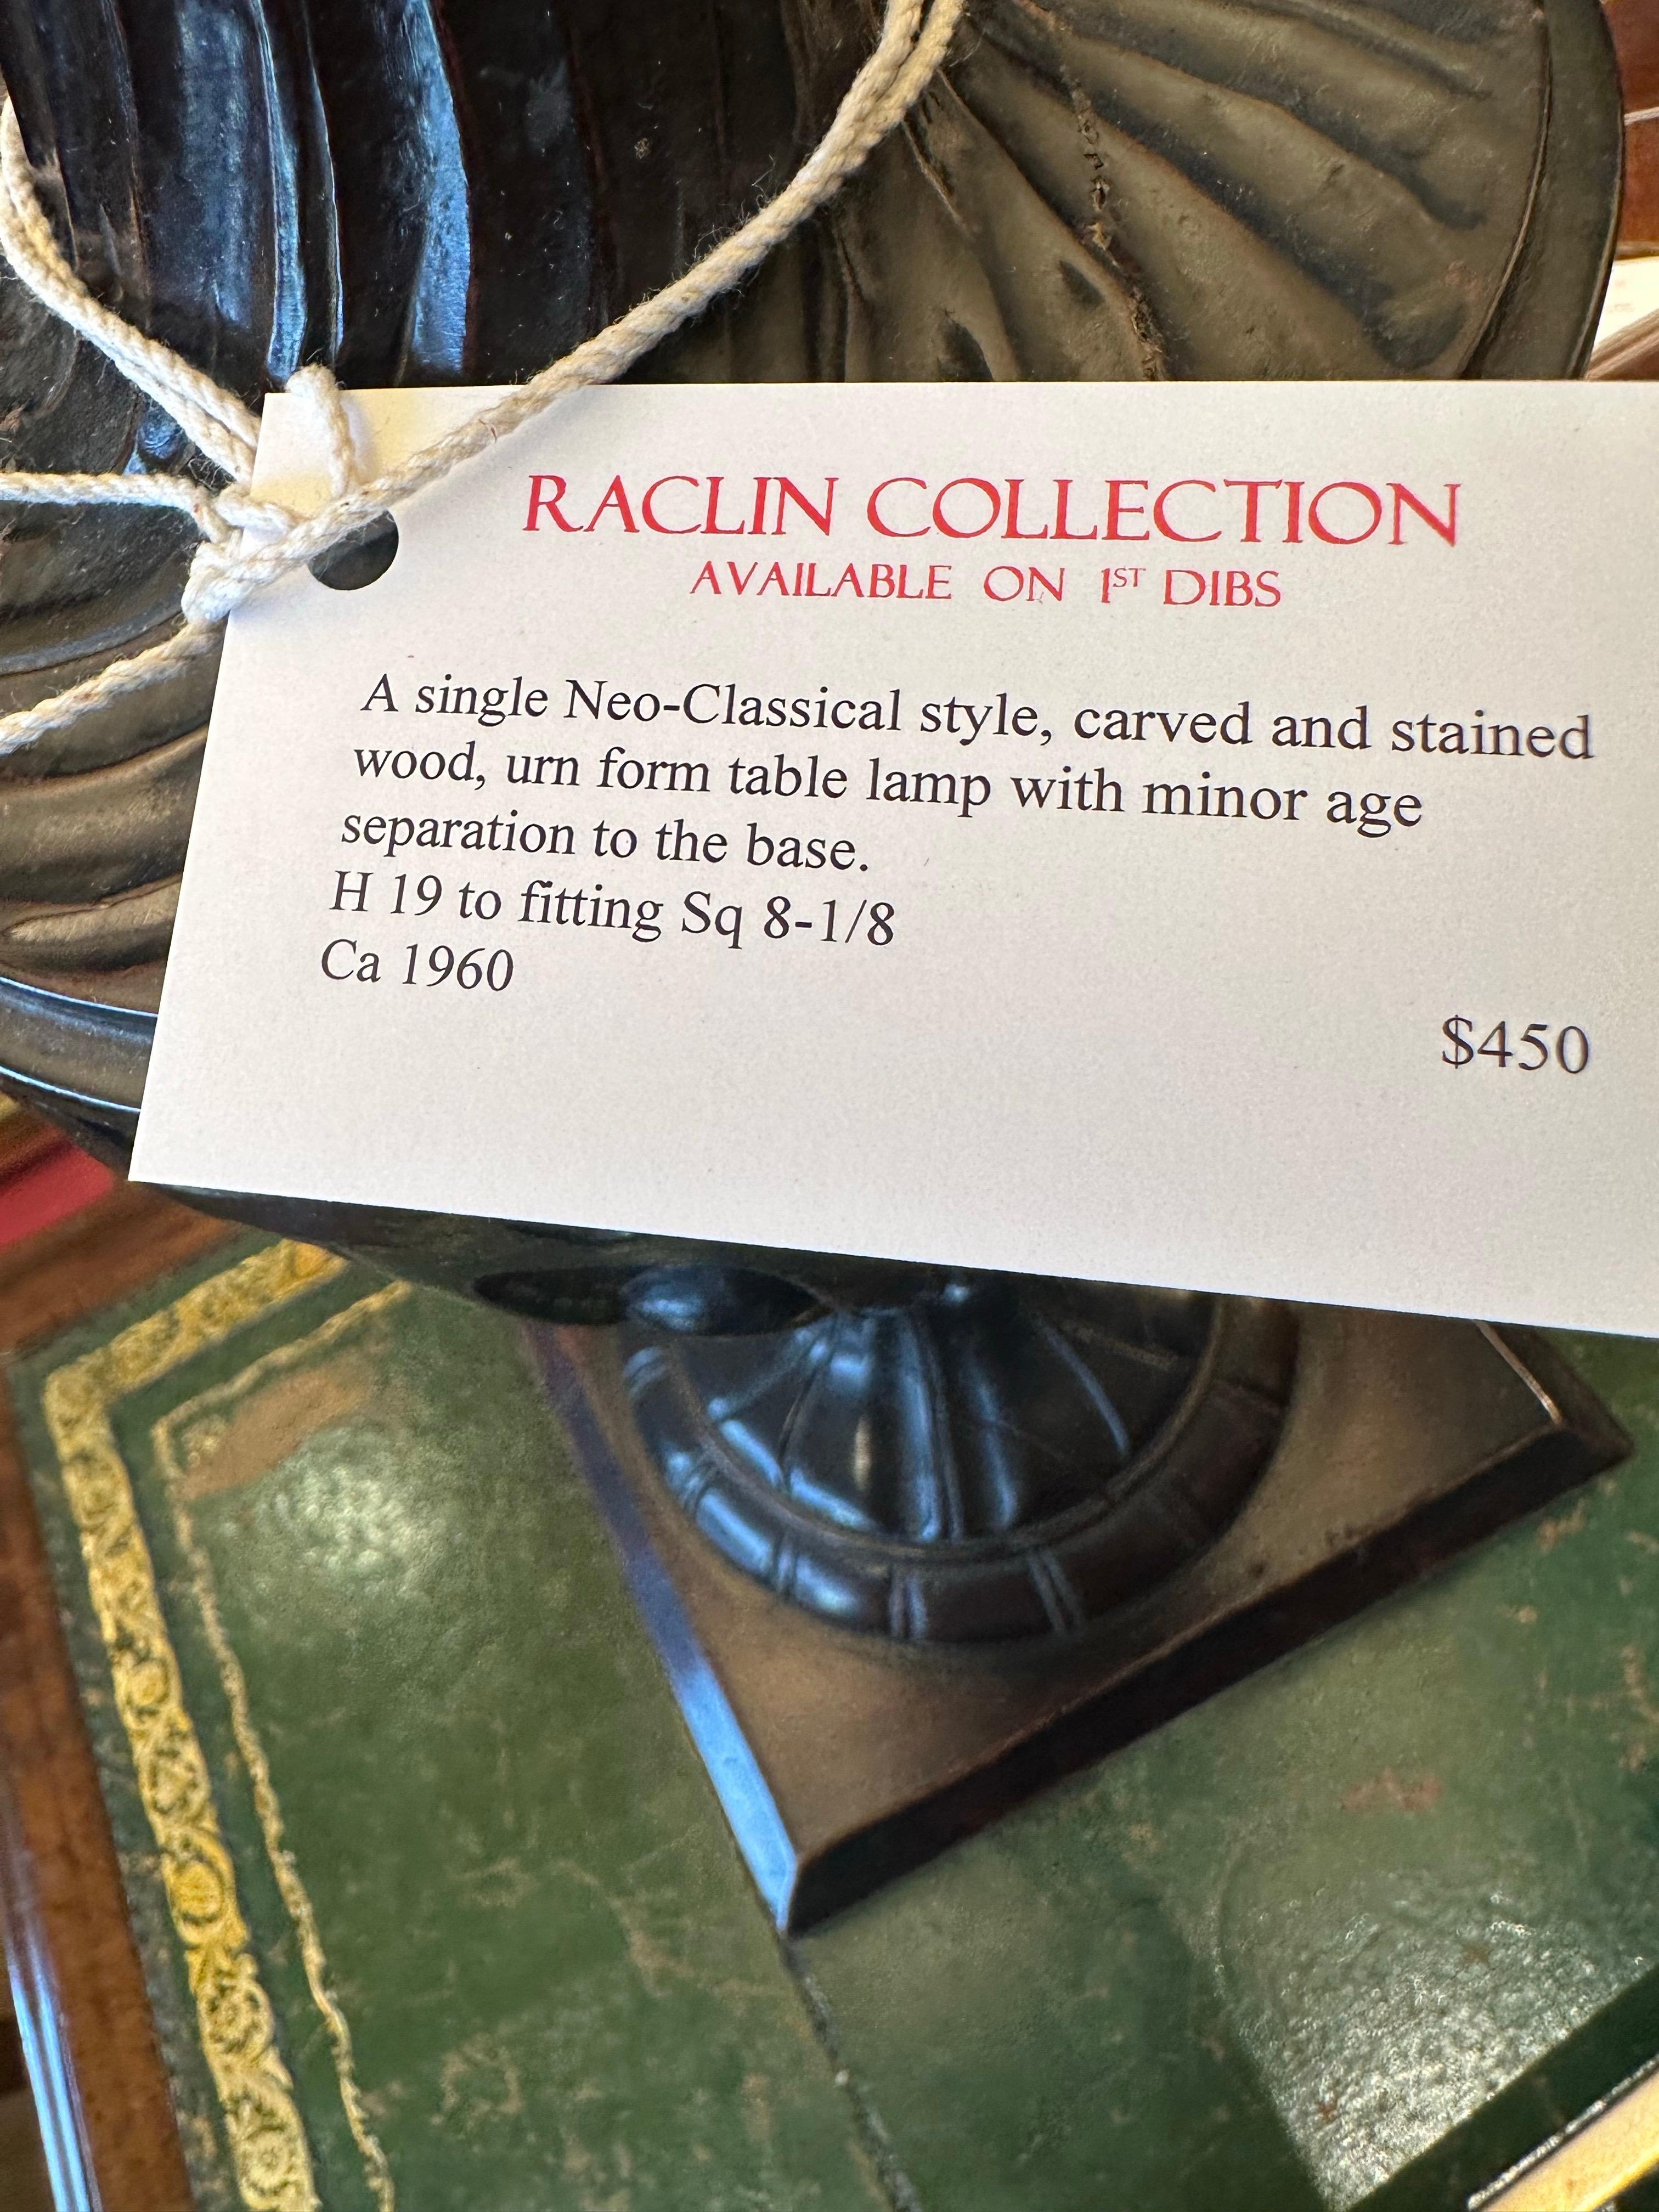 RACLIN COLLECTION
AVAILABLE ON 1ST DIBS
A single Neo-Classical style, carved and stained
wood, urn form table lamp with minor age
separation to the base.
H 19 to fitting Sq 8-1/8
Ca 1960
$450